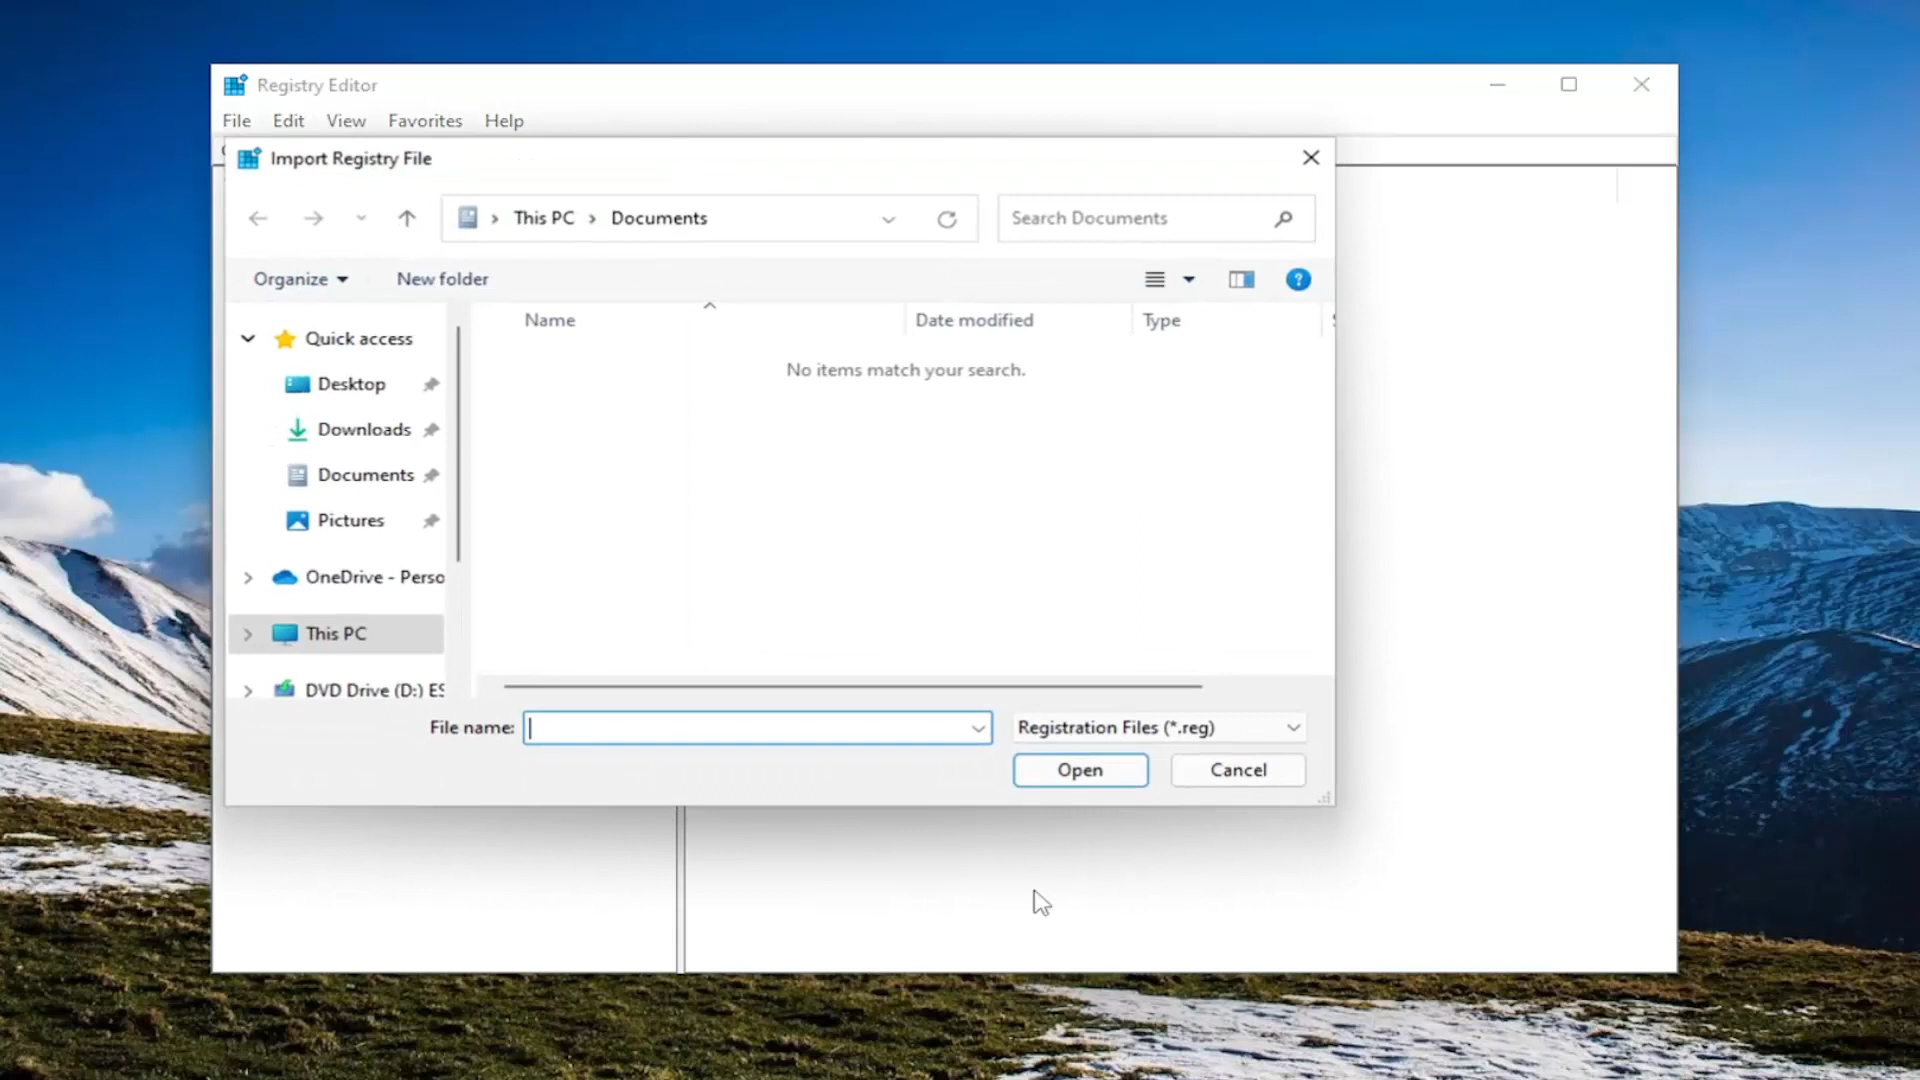 Registry Editor
File Edit View Favorites Help
Import Registry File
This PC > Documents
Search Documents
Organize New folder
?
Name Date modified Type
No items match your search.
Quick access
Desktop
Downloads
Documents
Pictures
OneDrive - Perso
This PC
DVD Drive (D:) ES
File name: Registration Files (*.reg)
Open Cancel